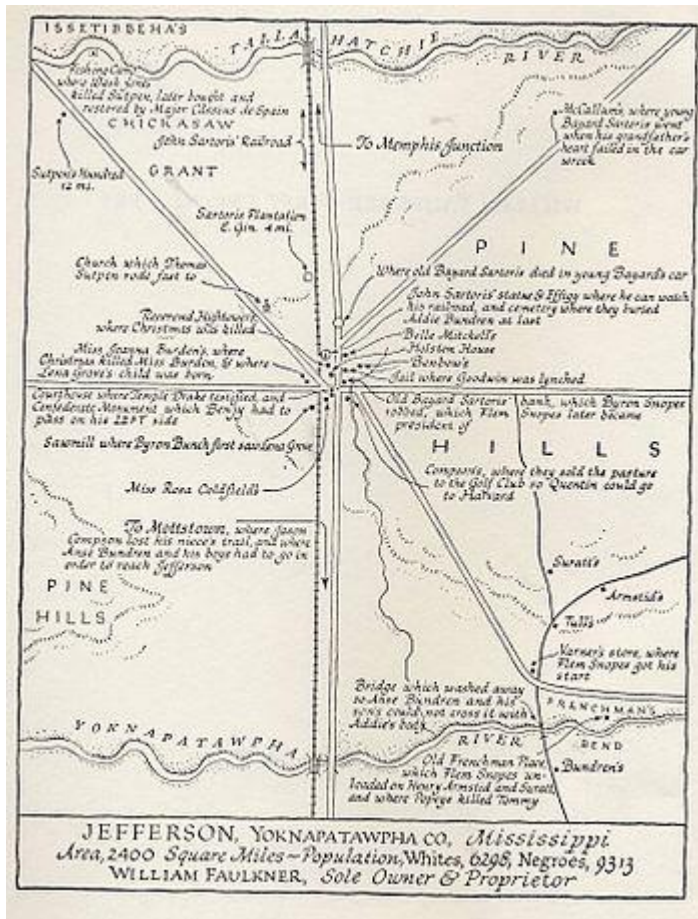 ISSETIBBEHA'S
TALLA HATCHIE
RIVER
Fishing Camp
where Wash Jones
killed Sutpen, later bought and
restored by Major Cassius de Spain
CHICKASAW
GRANT
John Sartoris' Railroad
To Memphis Junction
McCallum's, where young
Bayard Sartoris went
when his grandfather's
heart failed in the car
wreck
Sutpen's Hundred
12 mi.
Sartoris Plantation
& Gin 4 mi.
PINE
Church which Thomas
Sutpen rode fast to
Where old Bayard Sartoris died in young Bayard's car
John Sartoris' statue & Effigy where he can watch
his railroad, and cemetery where they buried
Addie Bundren at last
Reverend Hightower's,
where Christmas was killed
Belle Mitchell's
Holston House
Benbow's
Jail where Goodwin was lynched
Miss Joanna Burden's, where
Christmas killed Miss Burden, & where
Lena Grove's child was born
Courthouse where Temple Drake testified, and
Confederate Monument which Benjy had to
pass on his LEFT side
Old Bayard Sartoris' bank, which Byron Snopes
robbed, which Flem Snopes later became
president of
Sawmill where Byron Bunch first saw Lena Grove
HILLS
Compson's, where they sold the pasture
to the Golf Club so Quentin could go
to Harvard
Miss Rosa Coldfield's
To Mottstown, where Jason
Compson lost his niece's trail, and where
Anse Bundren and his boys had to go in
order to reach Jefferson
PINE
HILLS
Suratt's
Armstid's
Tull's
Varner's store, where
Flem Snopes got his
start
Bridge which washed away
so Anse Bundren and his
sons could not cross it with
Addie's body
FRENCHMAN'S
BEND
YOKNAPATAWPHA
RIVER
Old Frenchman Place,
which Flem Snopes un-
loaded on Henry Armstid and Suratt,
and where Popeye killed Tommy
Bundren's
JEFFERSON, YOKNAPATAWPHA CO., Mississippi
Area, 2400 Square Miles ~ Population, Whites, 6298, Negroes, 9313
WILLIAM FAULKNER, Sole Owner & Proprietor